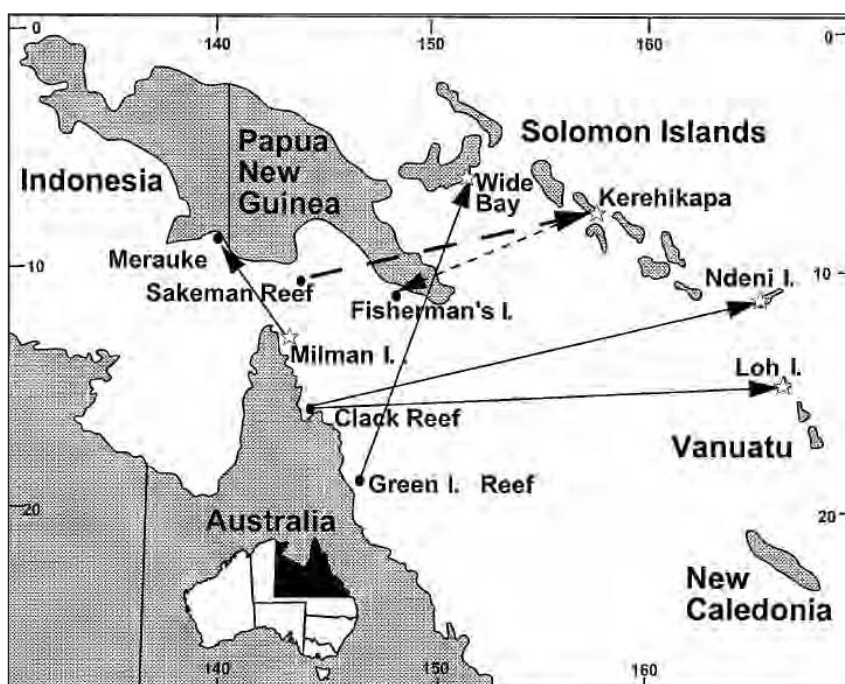 0
140
150
160
0
Papua
New
Guinea
Solomon Islands
Indonesia
Wide
Bay
Kerehikapa
Merauke
10
10
Sakeman Reef
Ndeni I.
Fisherman's I.
Milman I.
Loh I.
Clack Reef
Vanuatu
Green I. Reef
20
20
Australia
New
Caledonia
140
150
160